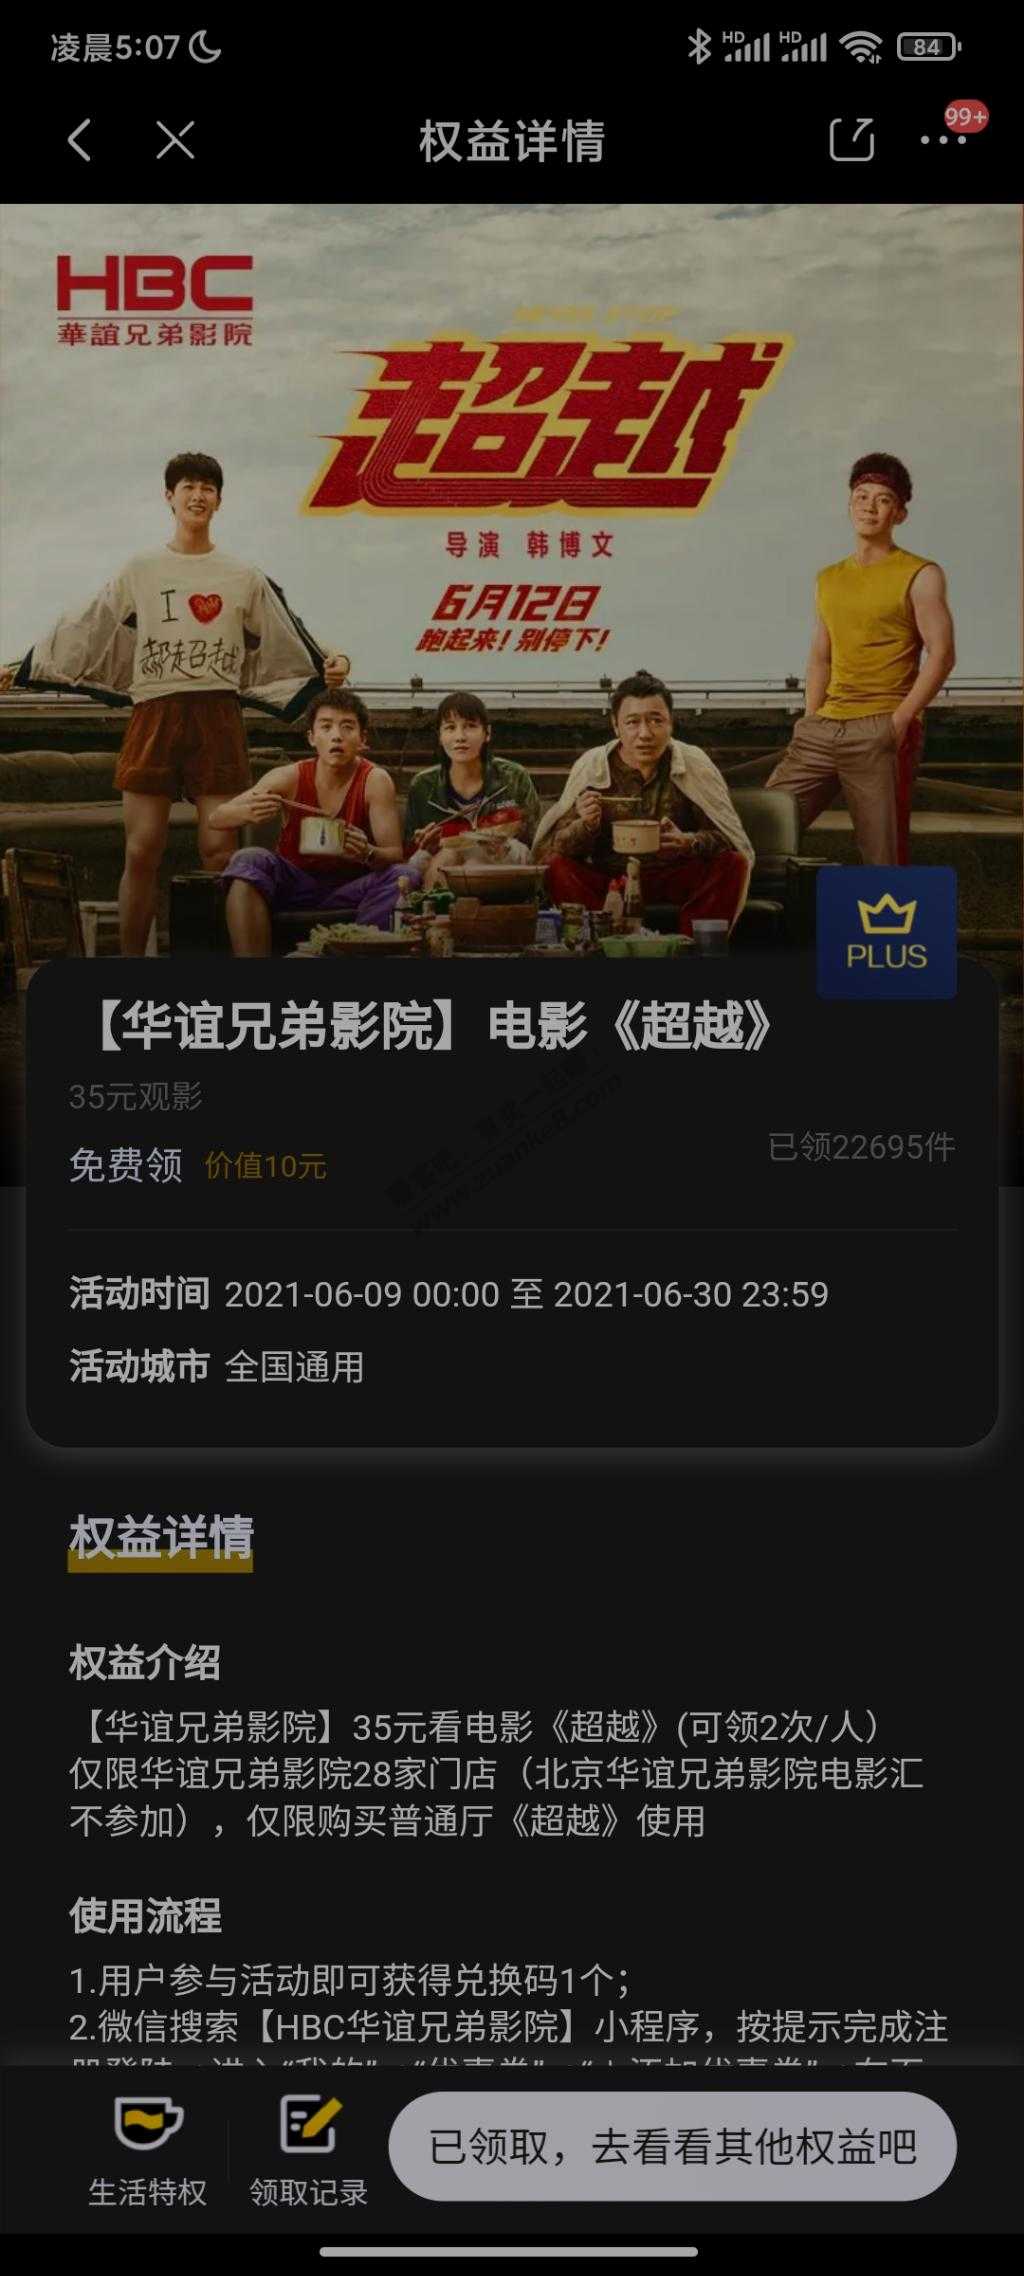 凌晨5:07
HD
HD
84
权益详情
99+
HBC
華誼兄弟影院
超越
导演 韩博文
6月12日
跑起来!别停下!
I
郝超越
PLUS
【华谊兄弟影院】电影《超越》
35元观影
免费领 价值10元
已领22695件
www.zuanke8.com
活动时间 2021-06-09 00:00 至 2021-06-30 23:59
活动城市 全国通用
权益详情
权益介绍
【华谊兄弟影院】35元看电影《超越》(可领2次/人）
仅限华谊兄弟影院28家门店（北京华谊兄弟影院电影汇
不参加），仅限购买普通厅《超越》使用
使用流程
1.用户参与活动即可获得兑换码1个；
2.微信搜索【HBC华谊兄弟影院】小程序，按提示完成注
生活特权
领取记录
已领取，去看看其他权益吧